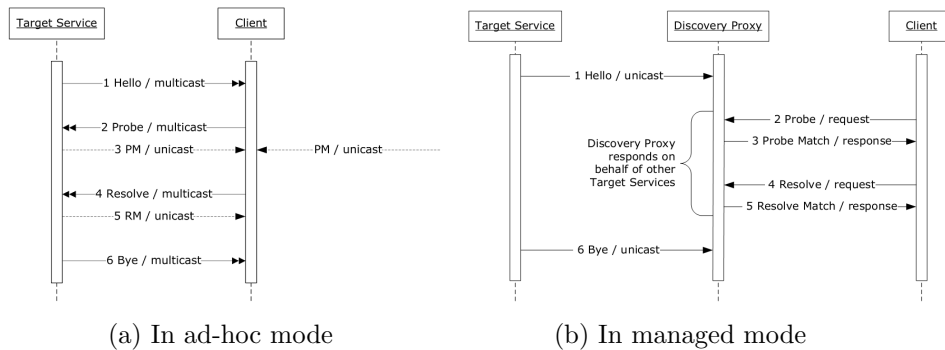 Target Service
Client
1 Hello / multicast
2 Probe / multicast
3 PM / unicast
PM / unicast
4 Resolve / multicast
5 RM / unicast
6 Bye / multicast
(a) In ad-hoc mode
Target Service
Discovery Proxy
Client
1 Hello / unicast
2 Probe / request
3 Probe Match / response
Discovery Proxy
responds on
behalf of other
Target Services
4 Resolve / request
5 Resolve Match / response
6 Bye / unicast
(b) In managed mode